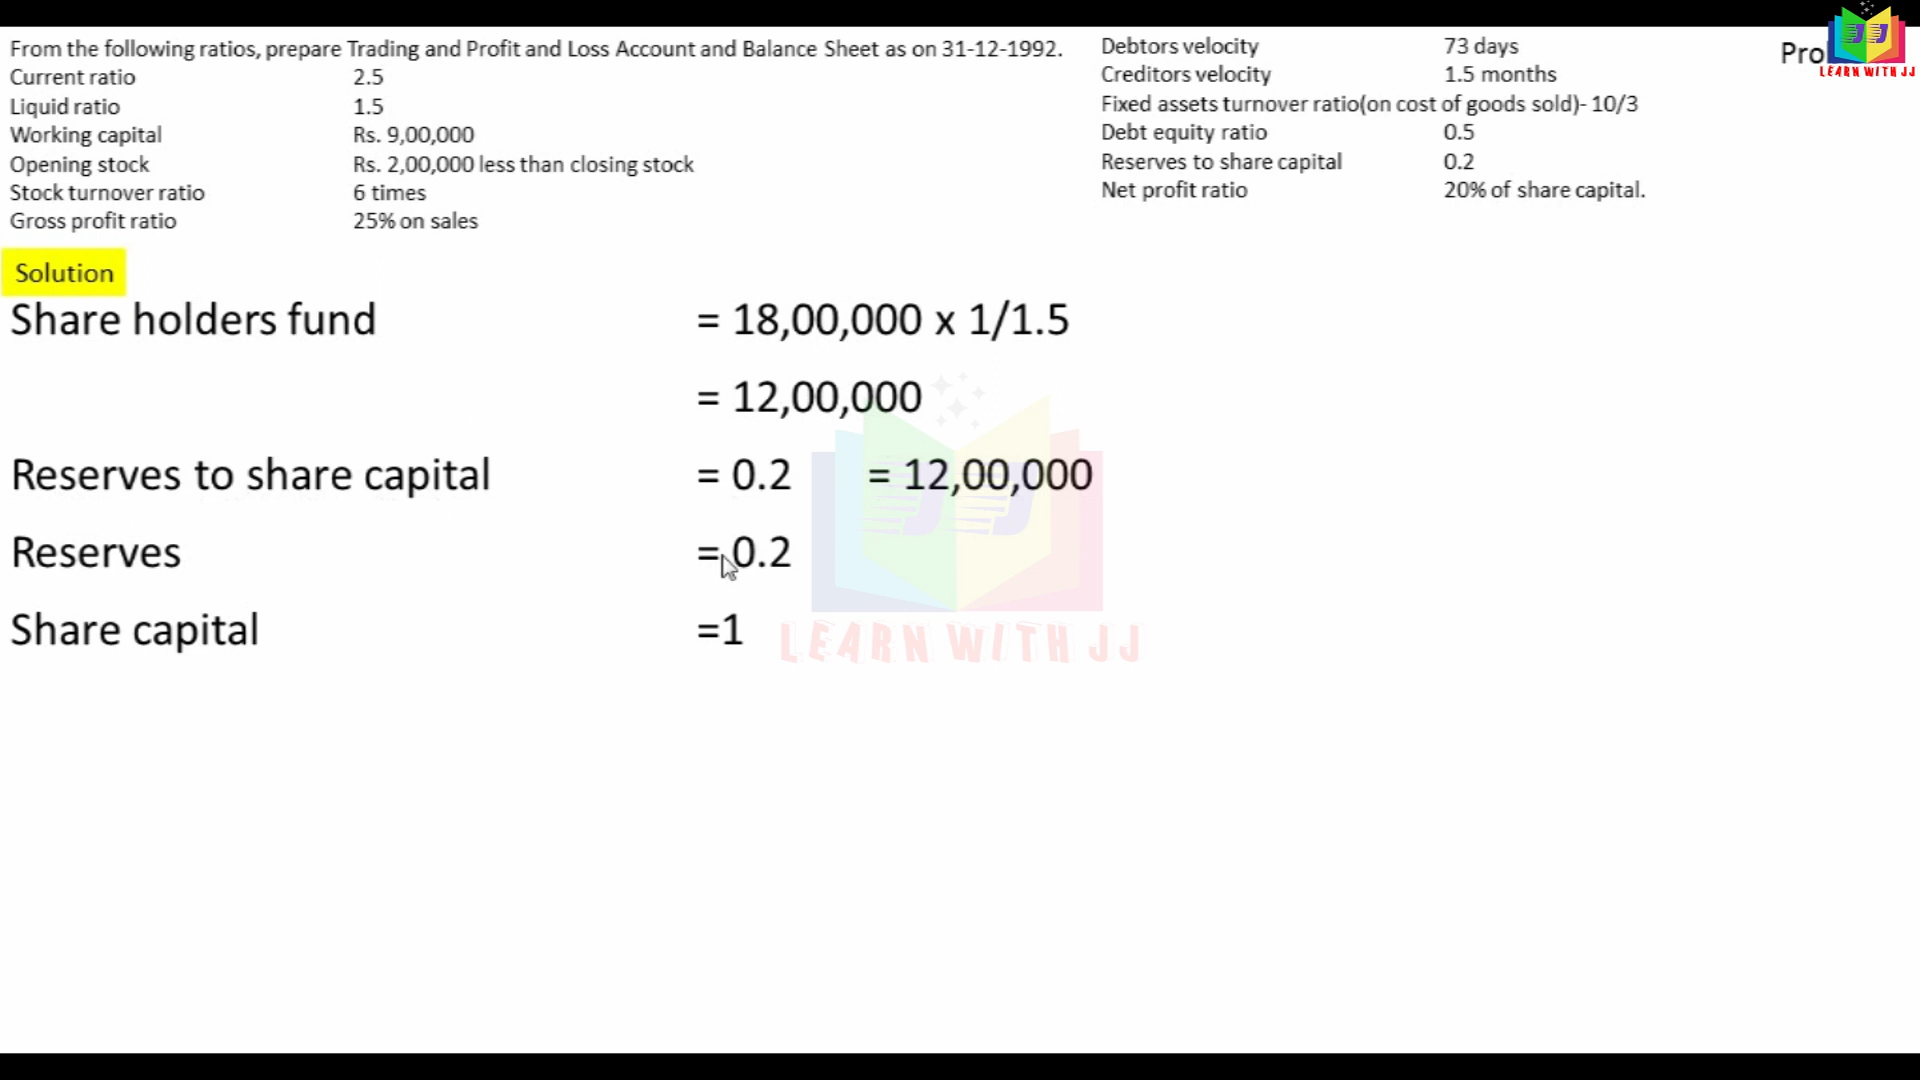 From the following ratios, prepare Trading and Profit and Loss Account and Balance Sheet as on 31-12-1992.
Current ratio 2.5
Liquid ratio 1.5
Working capital Rs. 9,00,000
Opening stock Rs. 2,00,000 less than closing stock
Stock turnover ratio 6 times
Gross profit ratio 25% on sales
Debtors velocity 73 days
Creditors velocity 1.5 months
Fixed assets turnover ratio(on cost of goods sold)- 10/3
Debt equity ratio 0.5
Reserves to share capital 0.2
Net profit ratio 20% of share capital.
Pro
JJ
LEARN WITH JJ
Solution
Share holders fund = 18,00,000 x 1/1.5
= 12,00,000
Reserves to share capital = 0.2 = 12,00,000
Reserves = 0.2
Share capital =1
JJ
LEARN WITH JJ